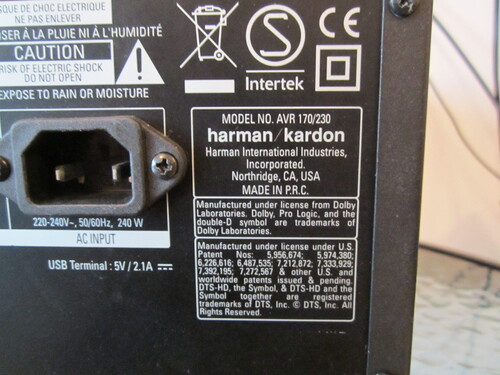 RISQUE DE CHOC ELECTRIQUE
NE PAS ENLEVER
À LA PLUIE NI À L'HUMIDITÉ
CAUTION
RISK OF ELECTRIC SHOCK
DO NOT OPEN
EXPOSE TO RAIN OR MOISTURE
S
Intertek
220-240V~, 50/60Hz, 240 W
AC INPUT
USB Terminal : 5V / 2.1A
MODEL NO. AVR 170/230
harman/kardon
Harman International Industries,
Incorporated.
Northridge, CA, USA
MADE IN P.R.C.
Manufactured under license from Dolby
Laboratories. Dolby, Pro Logic, and the
double-D symbol are trademarks of
Dolby Laboratories.
Manufactured under license under U.S.
Patent Nos: 5,956,674; 5,974,380;
6,226,616; 6,487,535; 7,212,872; 7,333,929;
7,392,195; 7,272,567 & other U.S. and
worldwide patents issued & pending.
DTS-HD, the Symbol, & DTS-HD and the
Symbol together are registered
trademarks of DTS, Inc. © DTS, Inc. All
Rights Reserved.